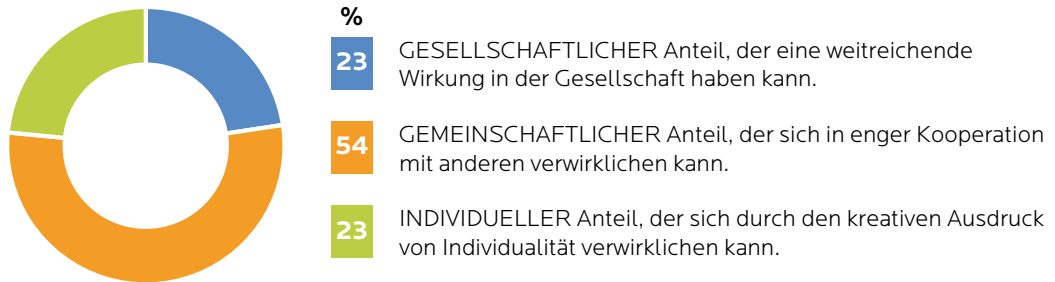 %
23 GESELLSCHAFTLICHER Anteil, der eine weitreichende
Wirkung in der Gesellschaft haben kann.
54 GEMEINSCHAFTLICHER Anteil, der sich in enger Kooperation
mit anderen verwirklichen kann.
23 INDIVIDUELLER Anteil, der sich durch den kreativen Ausdruck
von Individualität verwirklichen kann.